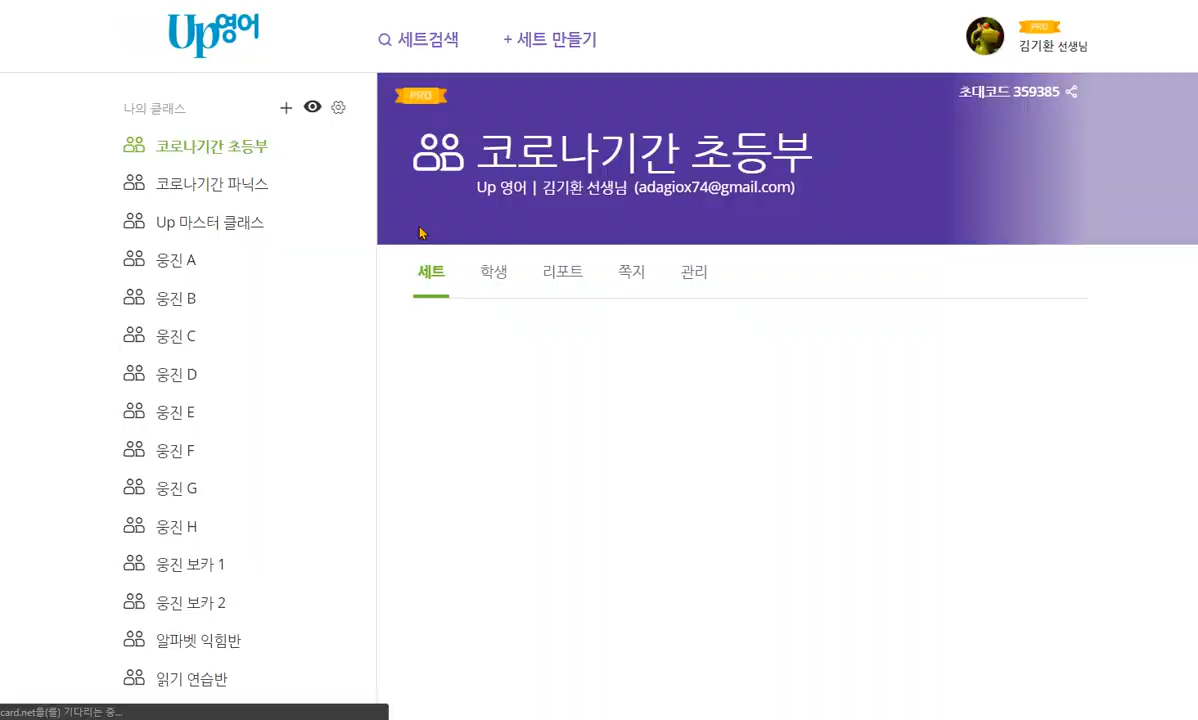 Up영어
세트검색
+ 세트 만들기
PRO
김기환 선생님
나의 클래스
코로나기간 초등부
코로나기간 파닉스
Up 마스터 클래스
웅진 A
웅진 B
웅진 C
웅진 D
웅진 E
웅진 F
웅진 G
웅진 H
웅진 보카 1
웅진 보카 2
알파벳 익힘반
읽기 연습반
PRO
초대코드 359385
코로나기간 초등부
Up 영어 | 김기환 선생님 (adagiox74@gmail.com)
세트 학생 리포트 쪽지 관리
card.net을(를) 기다리는 중...